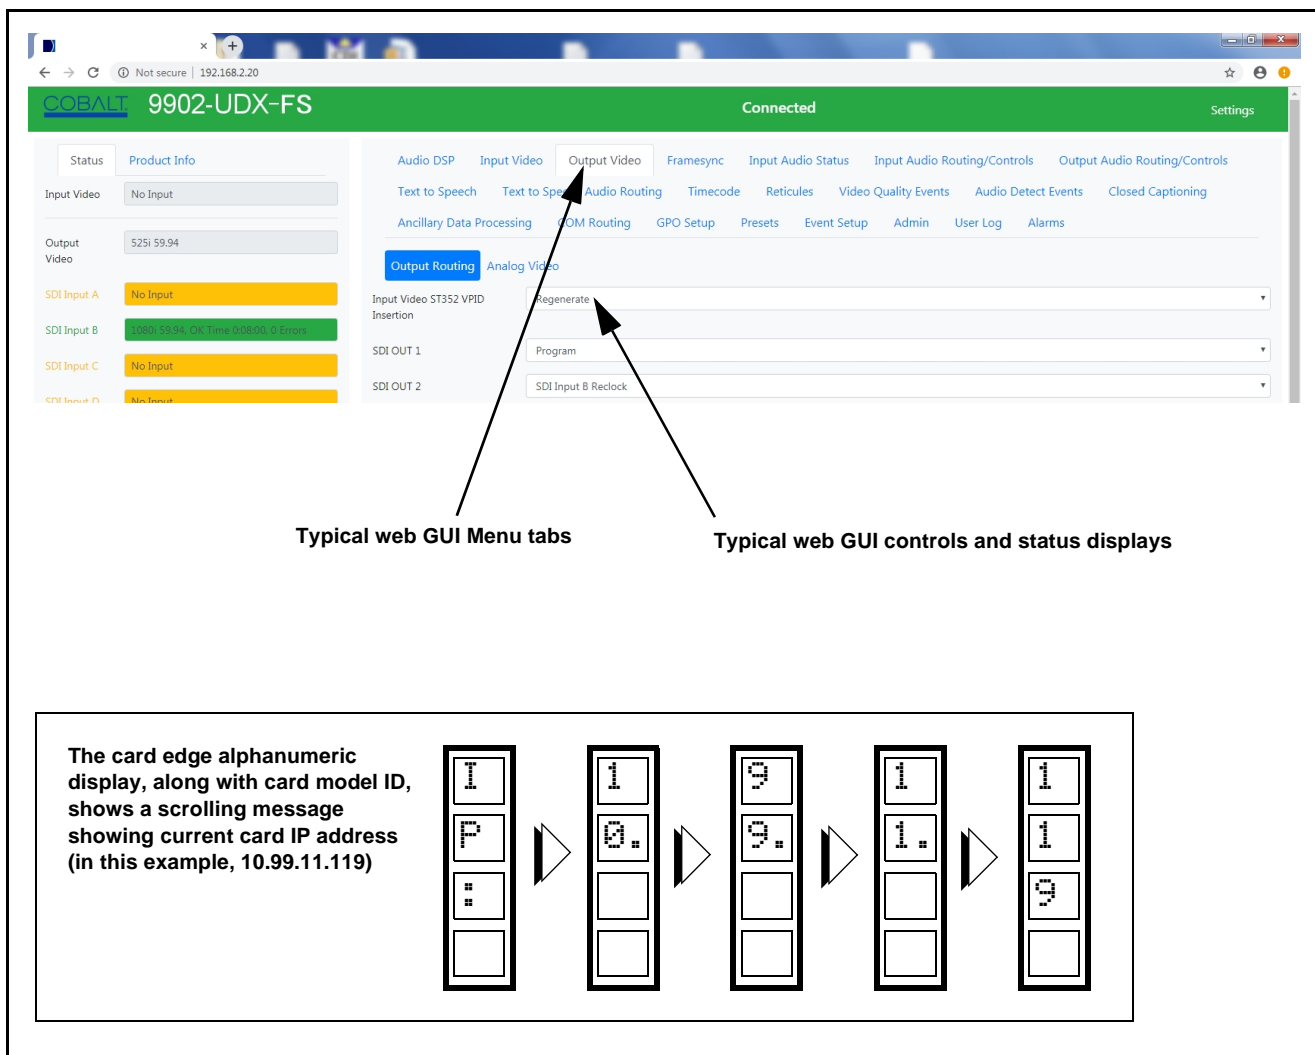 Not secure | 192.168.2.20
COBALT 9902-UDX-FS Connected Settings
Status Product Info
Input Video No Input
Output Video 525i 59.94
SDI Input A No Input
SDI Input B 1080i 59.94, OK Time 0:08:00, 0 Errors
SDI Input C No Input
SDI Input D No Input
Audio DSP Input Video Output Video Framesync Input Audio Status Input Audio Routing/Controls Output Audio Routing/Controls
Text to Speech Text to Speech Audio Routing Timecode Reticules Video Quality Events Audio Detect Events Closed Captioning
Ancillary Data Processing COM Routing GPO Setup Presets Event Setup Admin User Log Alarms
Output Routing Analog Video
Input Video ST352 VPID Insertion Regenerate
SDI OUT 1 Program
SDI OUT 2 SDI Input B Reclock
Typical web GUI Menu tabs
Typical web GUI controls and status displays
The card edge alphanumeric
display, along with card model ID,
shows a scrolling message
showing current card IP address
(in this example, 10.99.11.119)
I 1 9 1 1
P 0. 9. 1. 1
: 9